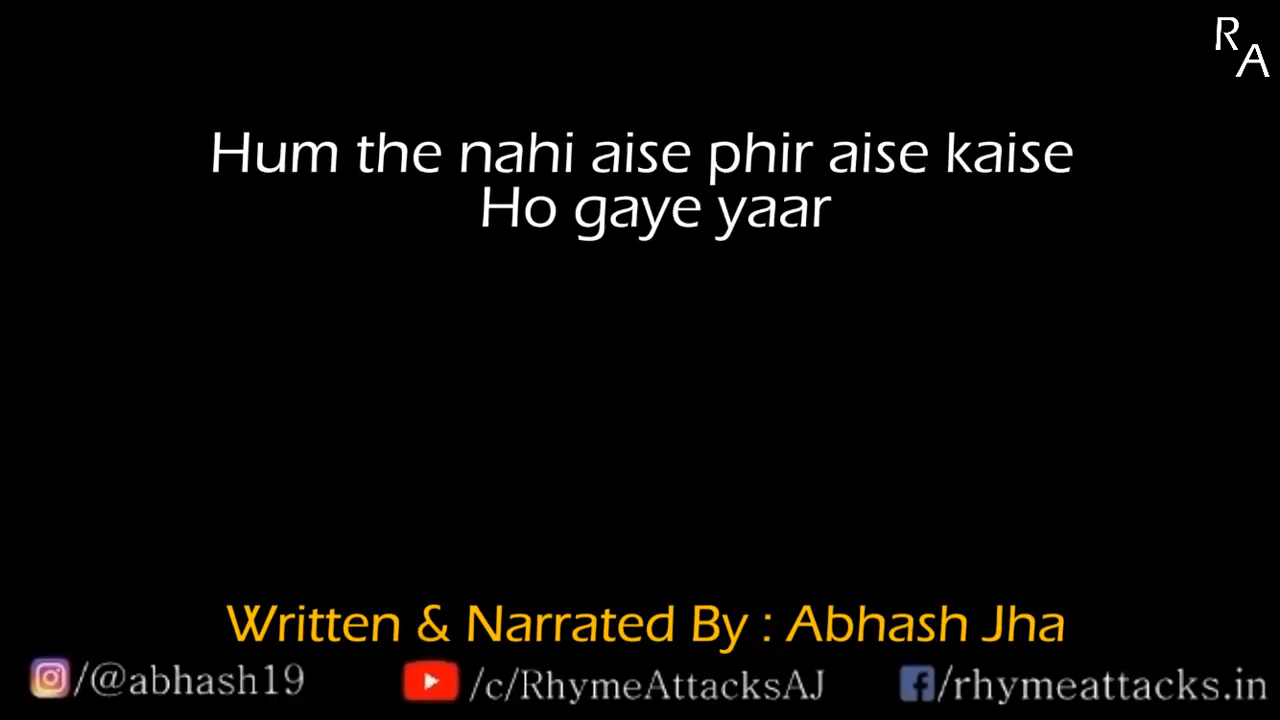 R
A
Hum the nahi aise phir aise kaise
Ho gaye yaar
Written & Narrated By : Abhash Jha
/@abhash19 /c/RhymeAttacksAJ /rhymeattacks.in